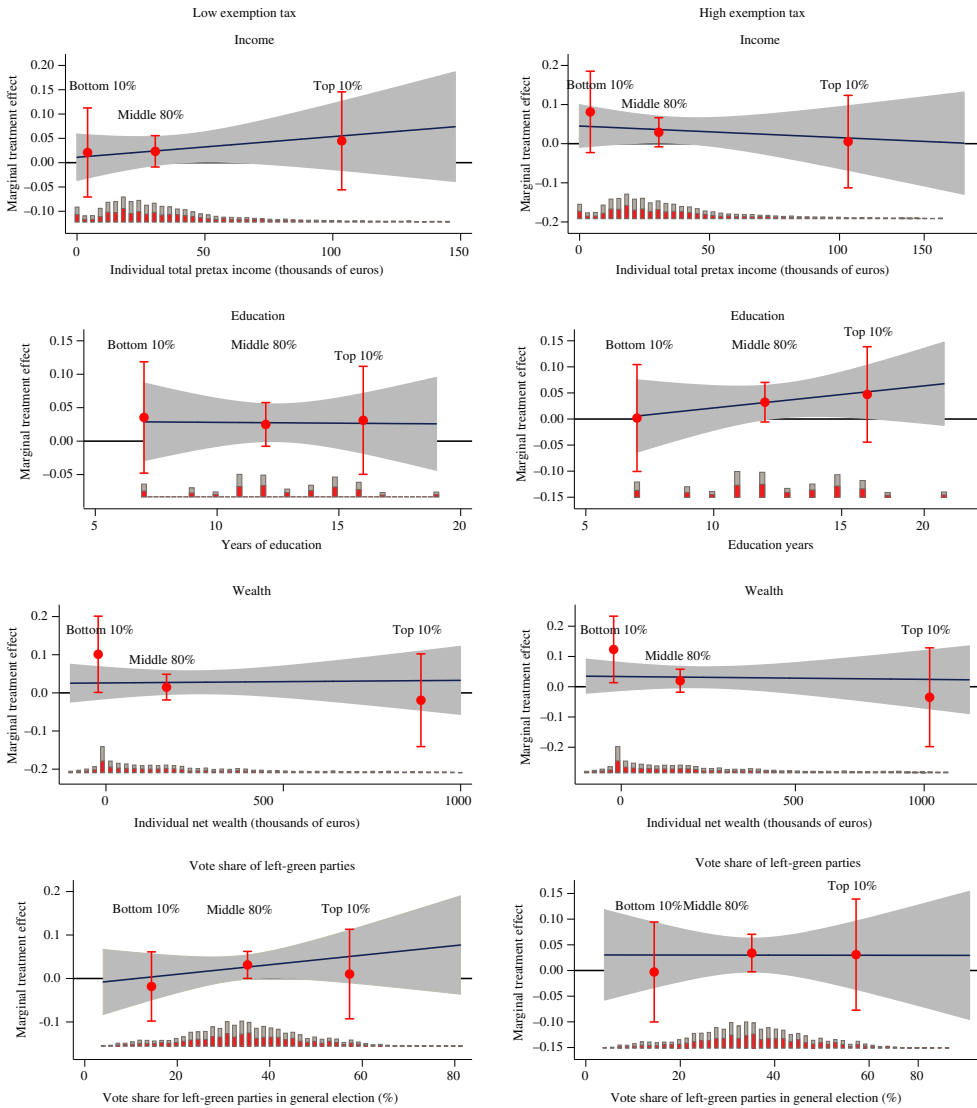 Low exemption tax
High exemption tax
Income
Marginal treatment effect
0.20
0.15
0.10
0.05
0.00
−0.05
−0.10
Bottom 10%
Middle 80%
Top 10%
0
50
100
150
Individual total pretax income (thousands of euros)
Income
Marginal treatment effect
0.2
0.1
0.0
−0.1
−0.2
Bottom 10%
Middle 80%
Top 10%
0
50
100
150
Individual total pretax income (thousands of euros)
Education
Marginal treatment effect
0.15
0.10
0.05
0.00
−0.05
Bottom 10%
Middle 80%
Top 10%
5
10
15
20
Years of education
Education
Marginal treatment effect
0.15
0.10
0.05
0.00
−0.05
−0.10
−0.15
Bottom 10%
Middle 80%
Top 10%
5
10
15
20
Education years
Wealth
Marginal treatment effect
0.2
0.1
0.0
−0.1
−0.2
Bottom 10%
Middle 80%
Top 10%
0
500
1000
Individual net wealth (thousands of euros)
Wealth
Marginal treatment effect
0.2
0.1
0.0
−0.1
−0.2
Bottom 10%
Middle 80%
Top 10%
0
500
1000
Individual net wealth (thousands of euros)
Vote share of left-green parties
Marginal treatment effect
0.2
0.1
0.0
−0.1
Bottom 10%
Middle 80%
Top 10%
0
20
40
60
80
Vote share for left-green parties in general election (%)
Vote share of left-green parties
Marginal treatment effect
0.15
0.10
0.05
0.00
−0.05
−0.10
−0.15
Bottom 10%
Middle 80%
Top 10%
0
20
40
60
80
Vote share of left-green parties in general election (%)